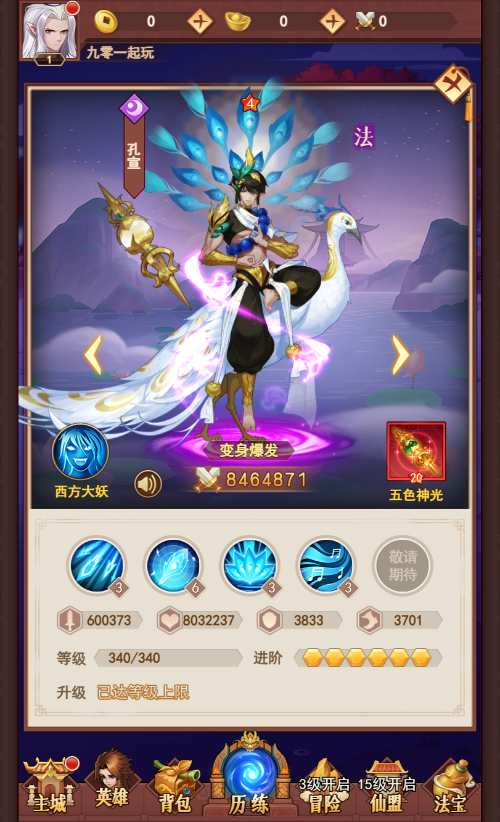 0
0
0
1
九零一起玩
4
孔宣
法
变身爆发
8464871
西方大妖
20
五色神光
3
6
3
3
敬请
期待
600373
8032237
3833
3701
等级
340/340
进阶
升级
已达等级上限
3级开启
15级开启
主城
英雄
背包
历练
冒险
仙盟
法宝